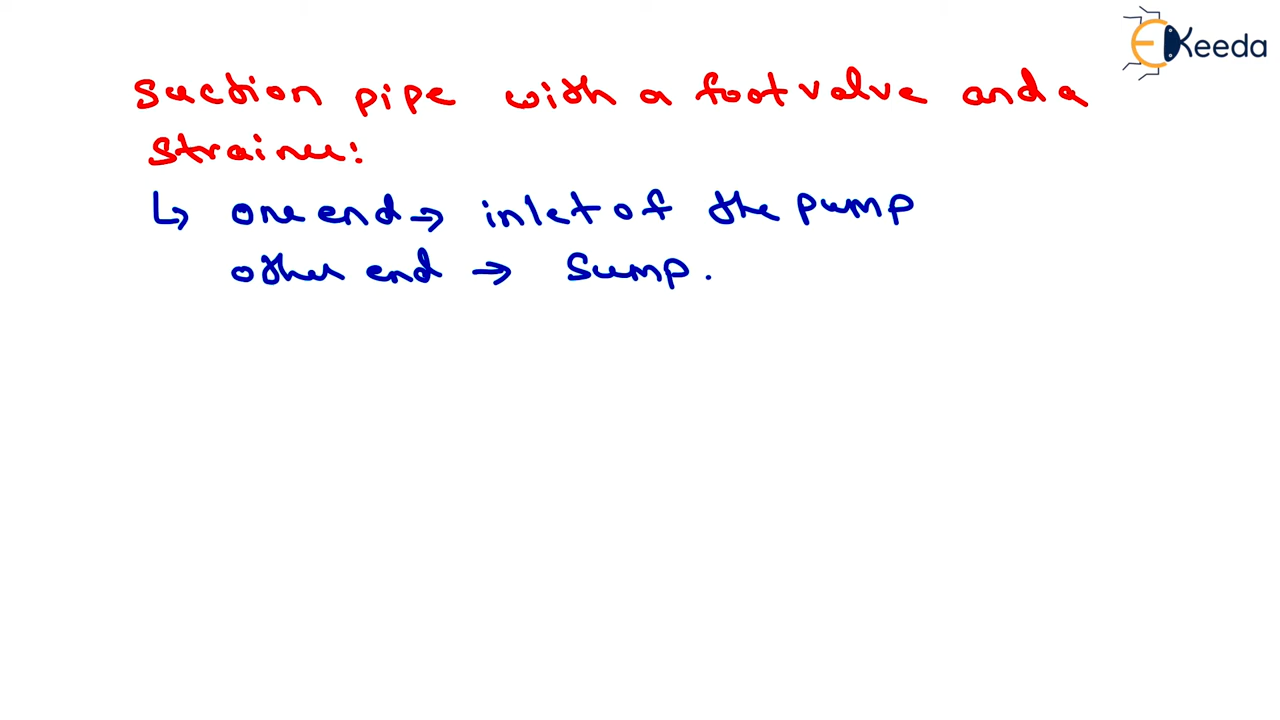 EKeeda
Suction pipe with a foot valve and a
strainer:
↳ one end → inlet of the pump
other end → Sump.